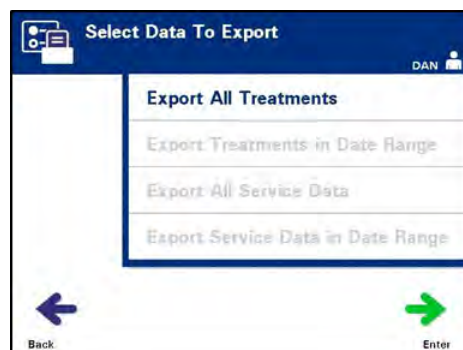 Select Data To Export
DAN
Export All Treatments
Export Treatments in Date Range
Export All Service Data
Export Service Data in Date Range
Back
Enter